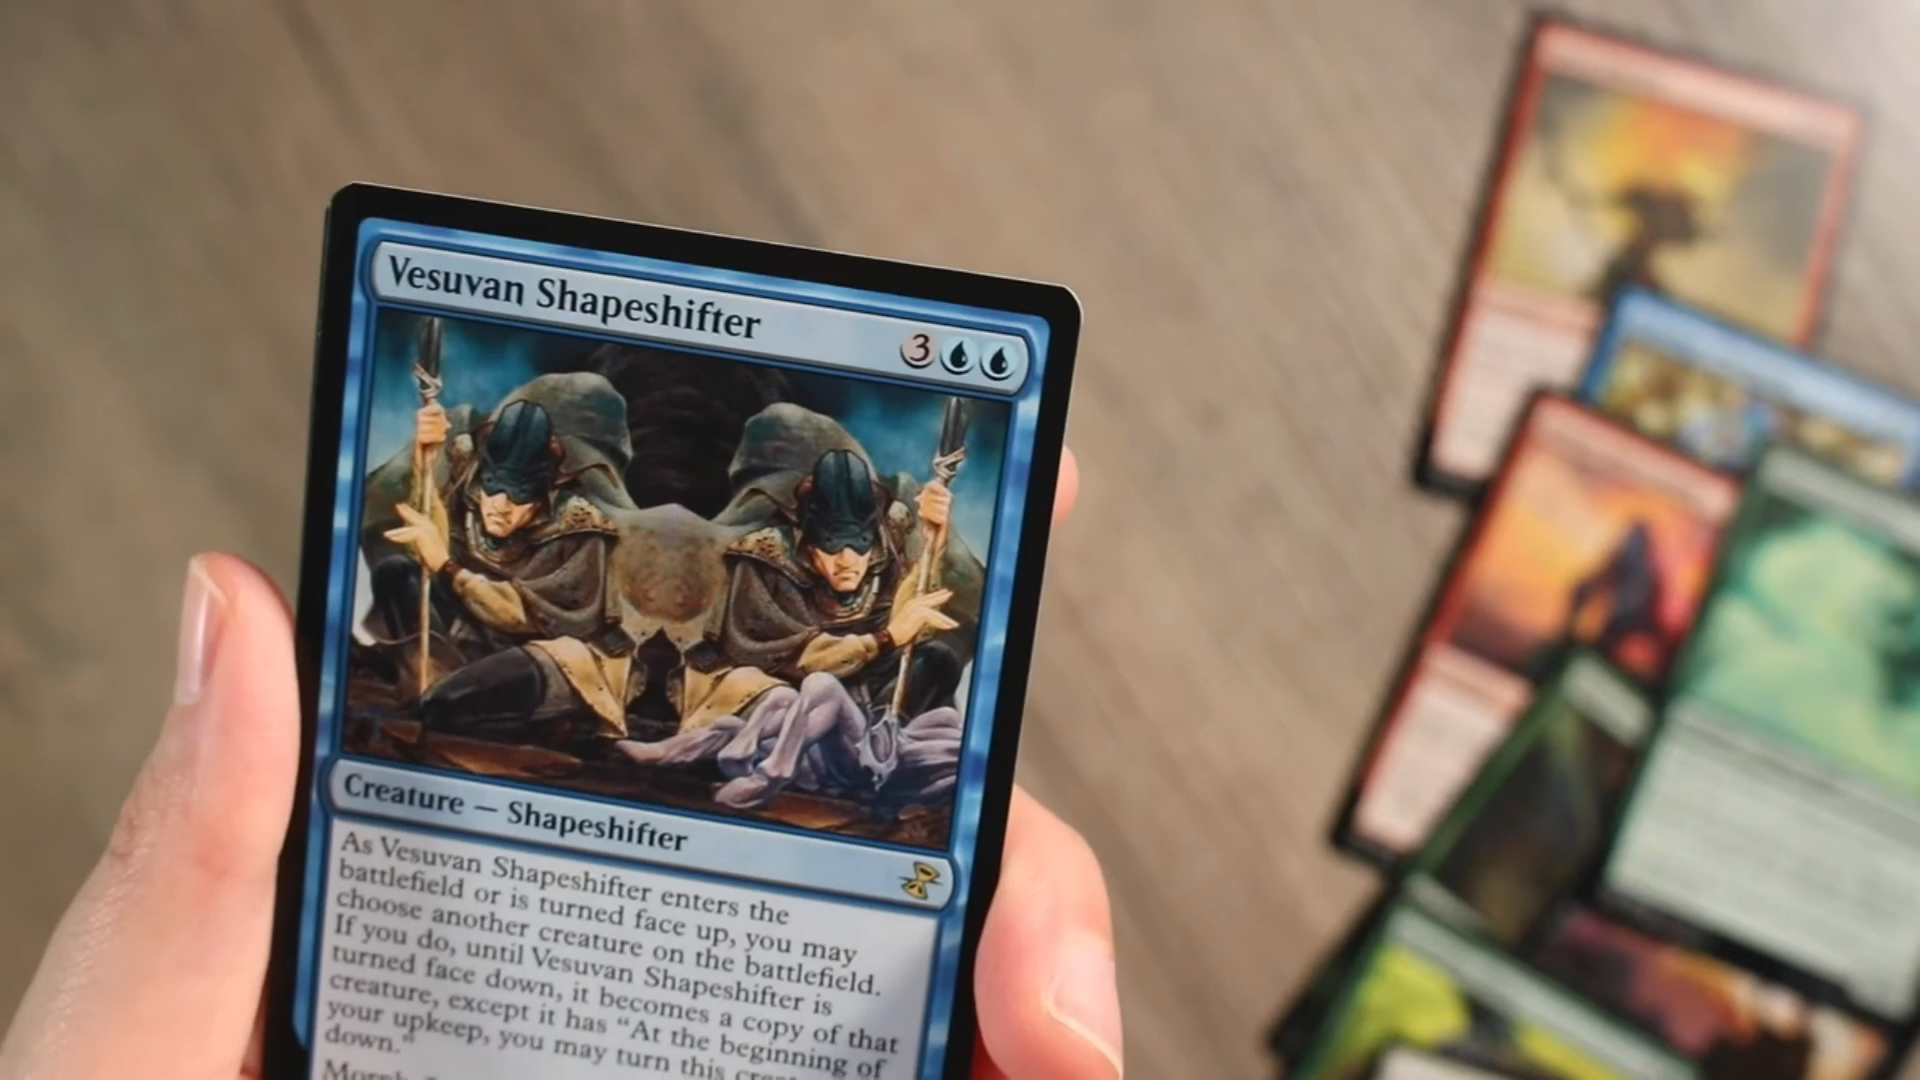 Vesuvan Shapeshifter
3
Creature — Shapeshifter
As Vesuvan Shapeshifter enters the
battlefield or is turned face up, you may
choose another creature on the battlefield.
If you do, until Vesuvan Shapeshifter is
turned face down, it becomes a copy of that
creature, except it has “At the beginning of
your upkeep, you may turn this
down.”